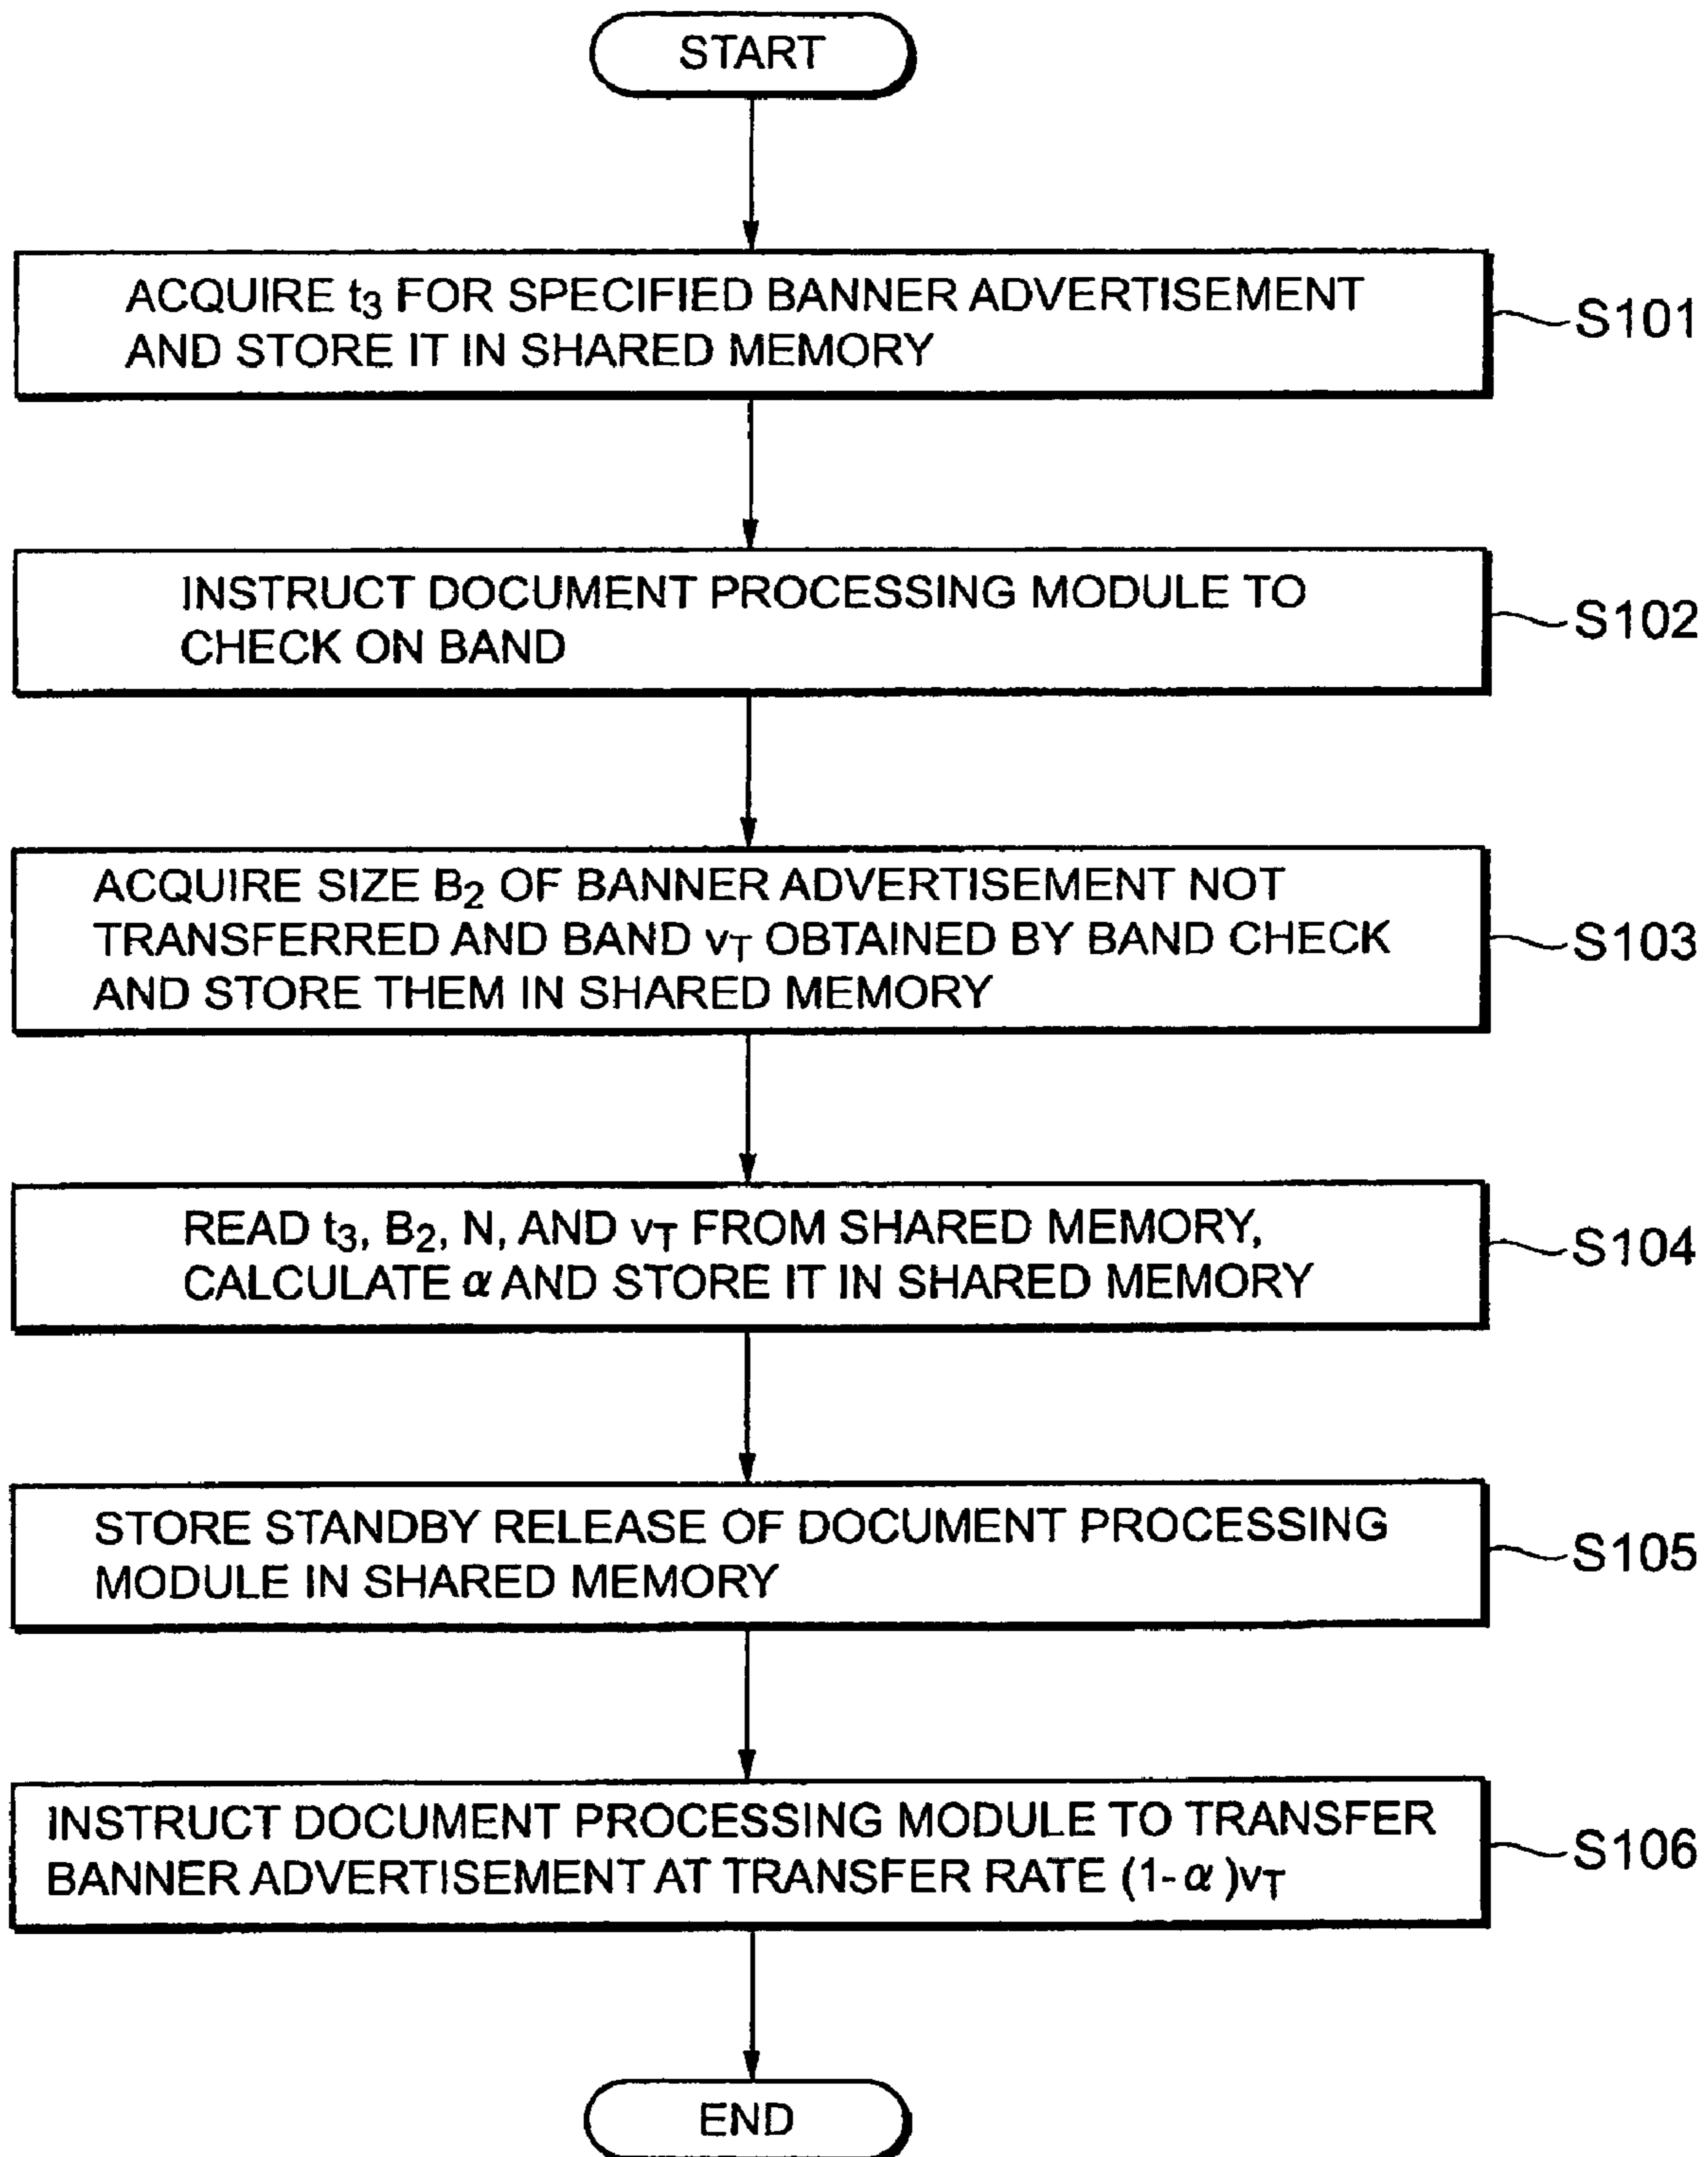 START
ACQUIRE t₃ FOR SPECIFIED BANNER ADVERTISEMENT
AND STORE IT IN SHARED MEMORY
S101
INSTRUCT DOCUMENT PROCESSING MODULE TO
CHECK ON BAND
S102
ACQUIRE SIZE B₂ OF BANNER ADVERTISEMENT NOT
TRANSFERRED AND BAND v_T OBTAINED BY BAND CHECK
AND STORE THEM IN SHARED MEMORY
S103
READ t₃, B₂, N, AND v_T FROM SHARED MEMORY,
CALCULATE α AND STORE IT IN SHARED MEMORY
S104
STORE STANDBY RELEASE OF DOCUMENT PROCESSING
MODULE IN SHARED MEMORY
S105
INSTRUCT DOCUMENT PROCESSING MODULE TO TRANSFER
BANNER ADVERTISEMENT AT TRANSFER RATE (1-α)v_T
S106
END